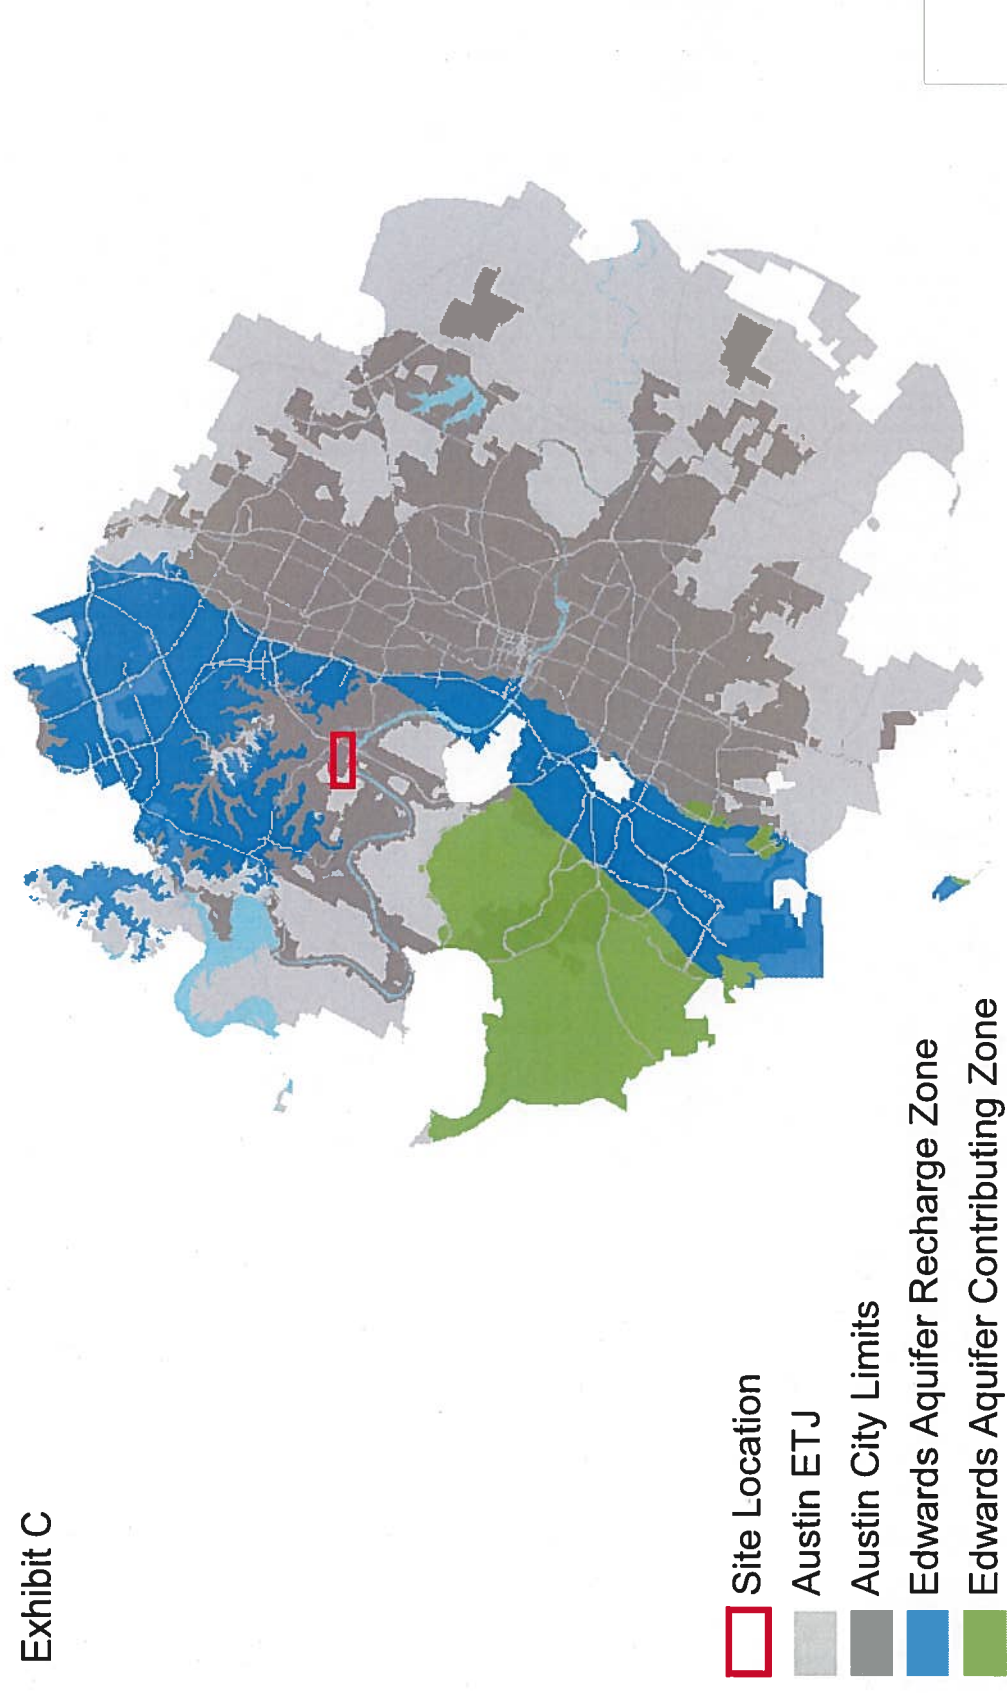 Exhibit C
Site Location
Austin ETJ
Austin City Limits
Edwards Aquifer Recharge Zone
Edwards Aquifer Contributing Zone